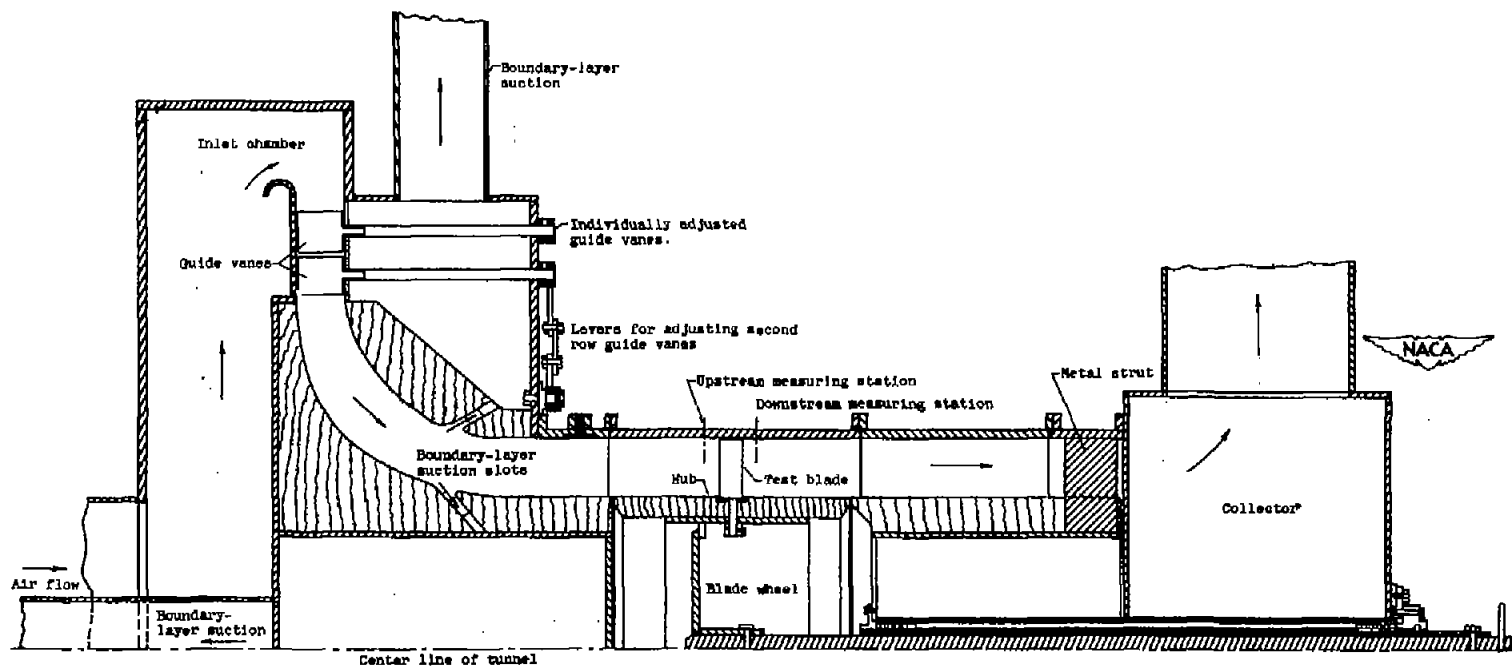 Boundary-layer
suction
Inlet chamber
Individually adjusted
guide vanes.
Guide vanes
Levers for adjusting second
row guide vanes
NACA
Metal strut
Upstream measuring station
Downstream measuring station
Boundary-layer
suction slots
Hub
Test blade
Collector
Air flow
Blade wheel
Boundary-
layer suction
Center line of tunnel